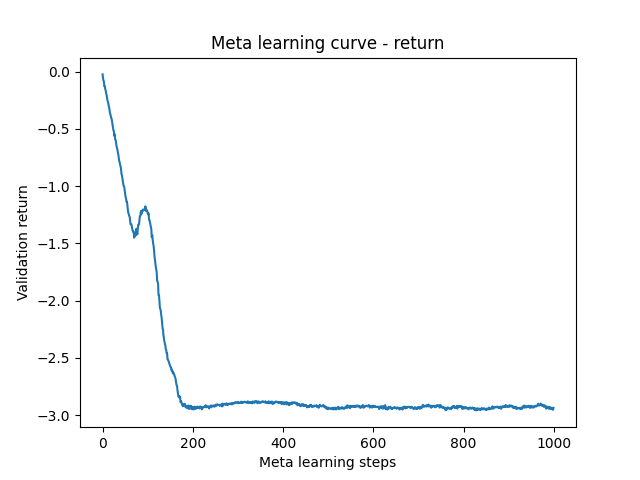 Meta learning curve - return
0.0
−0.5
−1.0
−1.5
−2.0
−2.5
−3.0
Validation return
0 200 400 600 800 1000
Meta learning steps